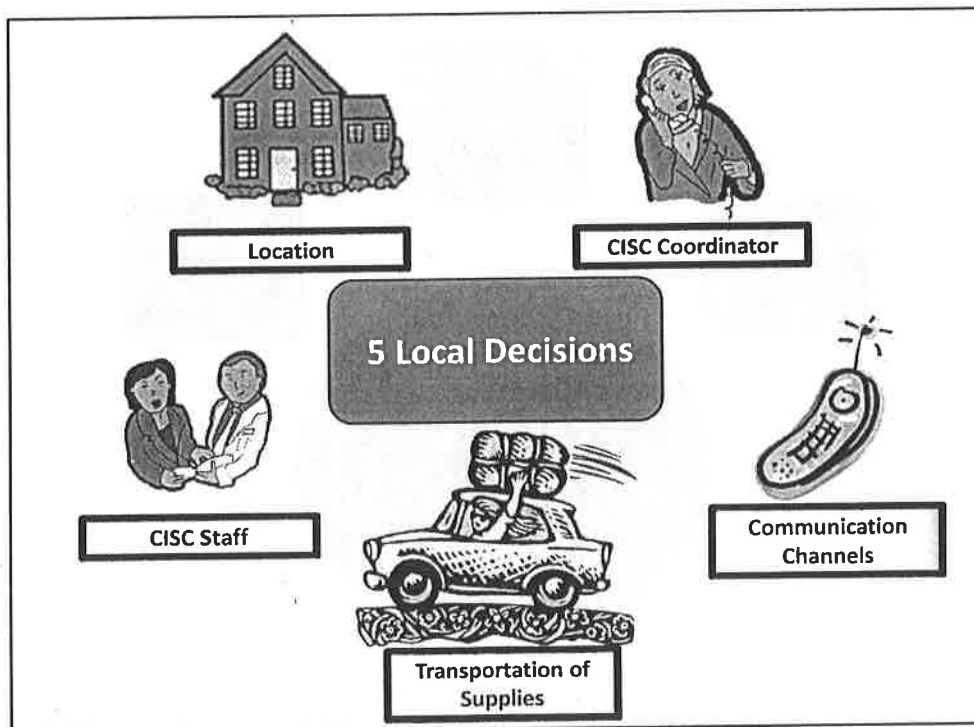 Location
CISC Coordinator
5 Local Decisions
CISC Staff
Communication
Channels
Transportation of
Supplies